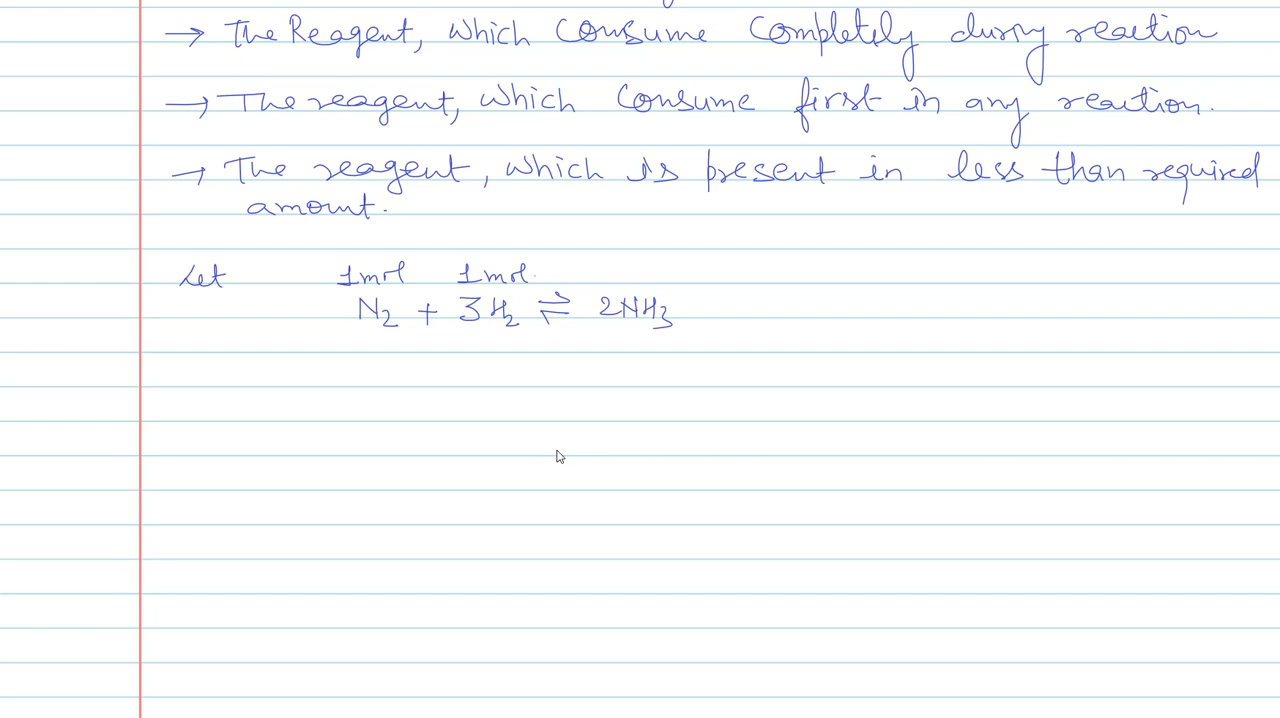 → The Reagent, which consume completely during reaction
→ The reagent, which consume first in any reaction.
→ The reagent, which is present in less than required
amount.
Let 1mol 1mol.
N₂ + 3H₂ ⇌ 2NH₃